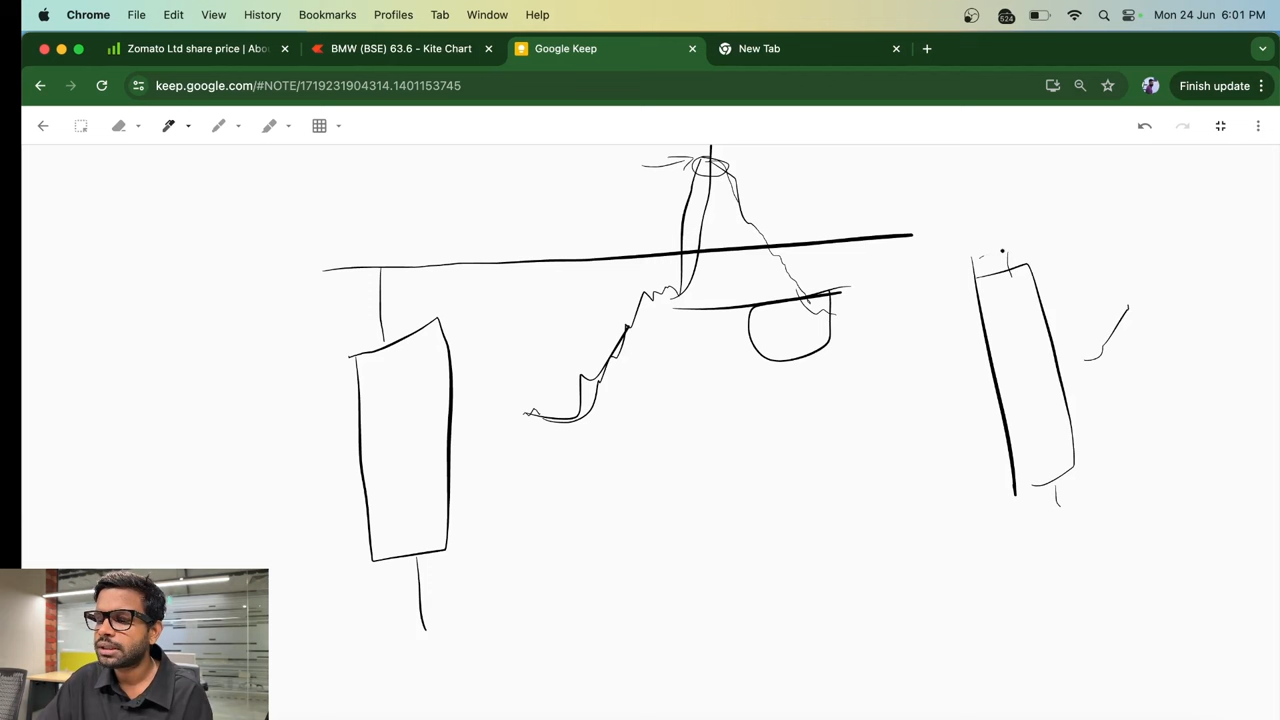 Chrome File Edit View History Bookmarks Profiles Tab Window Help 524 Mon 24 Jun 6:01 PM
Zomato Ltd share price | Abo BMW (BSE) 63.6 - Kite Chart Google Keep New Tab
keep.google.com/#NOTE/1719231904314.1401153745 Finish update